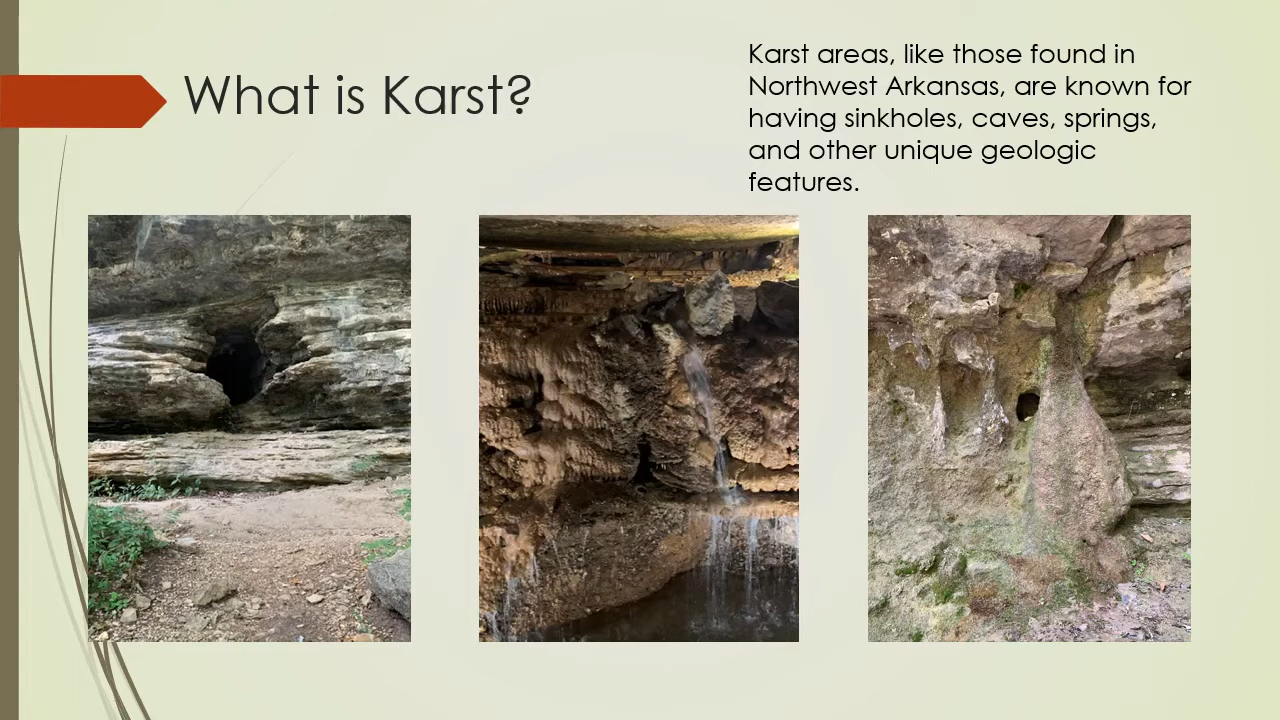 What is Karst?
Karst areas, like those found in
Northwest Arkansas, are known for
having sinkholes, caves, springs,
and other unique geologic
features.